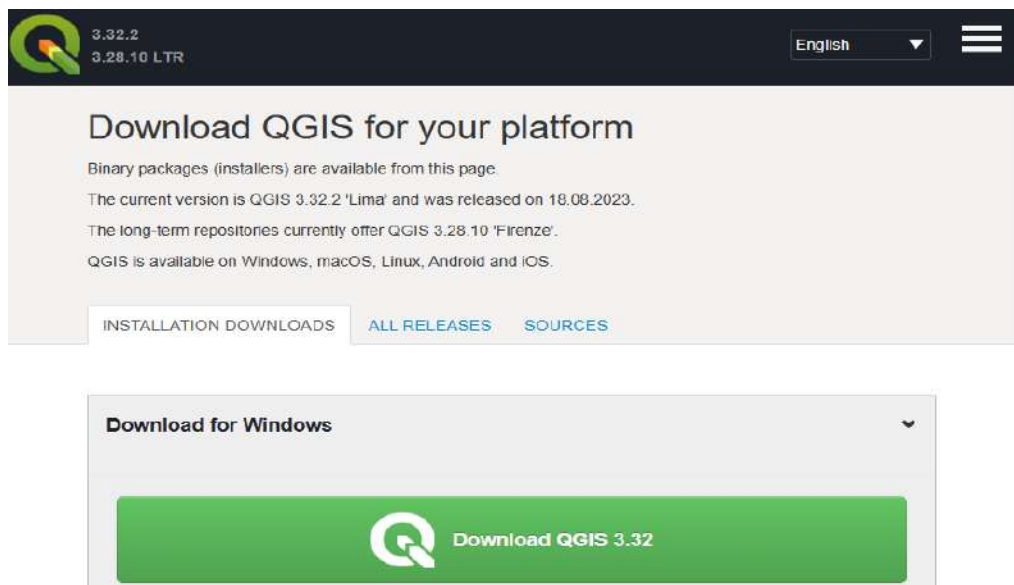 3.32.2
3.28.10 LTR
English
Download QGIS for your platform
Binary packages (installers) are available from this page.
The current version is QGIS 3.32.2 'Lima' and was released on 18.08.2023.
The long-term repositories currently offer QGIS 3.28.10 'Firenze'.
QGIS is available on Windows, macOS, Linux, Android and iOS.
INSTALLATION DOWNLOADS ALL RELEASES SOURCES
Download for Windows
Download QGIS 3.32